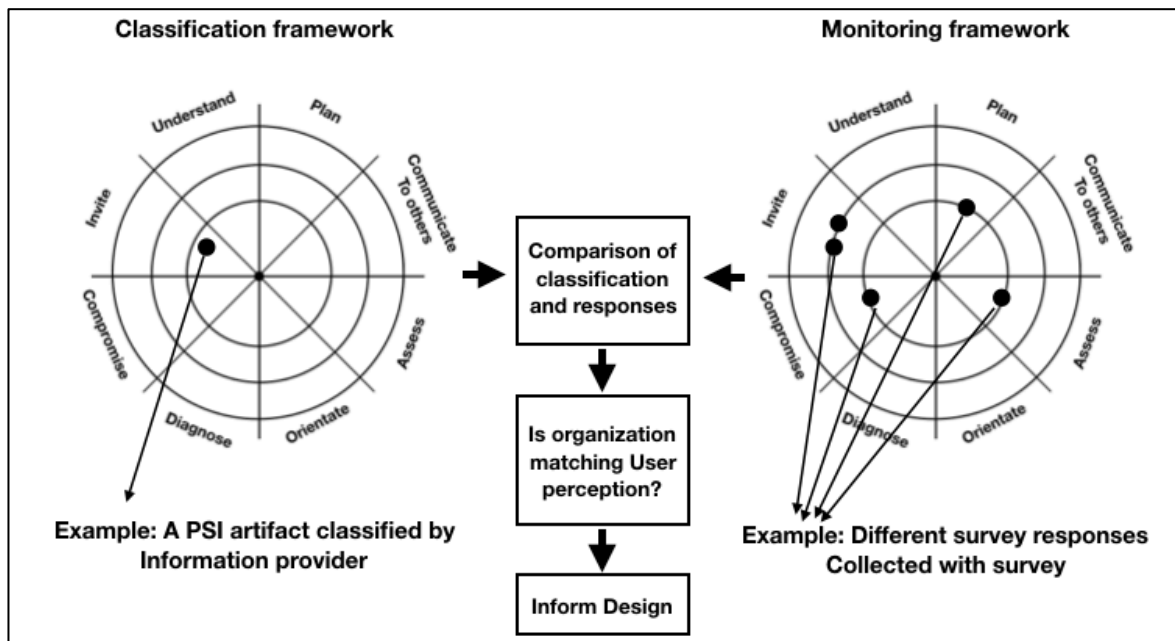 Classification framework
Understand
Plan
Invite
Communicate
To others
Compromise
Assess
Diagnose
Orientate
Example: A PSI artifact classified by
Information provider
Comparison of
classification
and responses
Is organization
matching User
perception?
Inform Design
Monitoring framework
Understand
Plan
Invite
Communicate
To others
Compromise
Assess
Diagnose
Orientate
Example: Different survey responses
Collected with survey